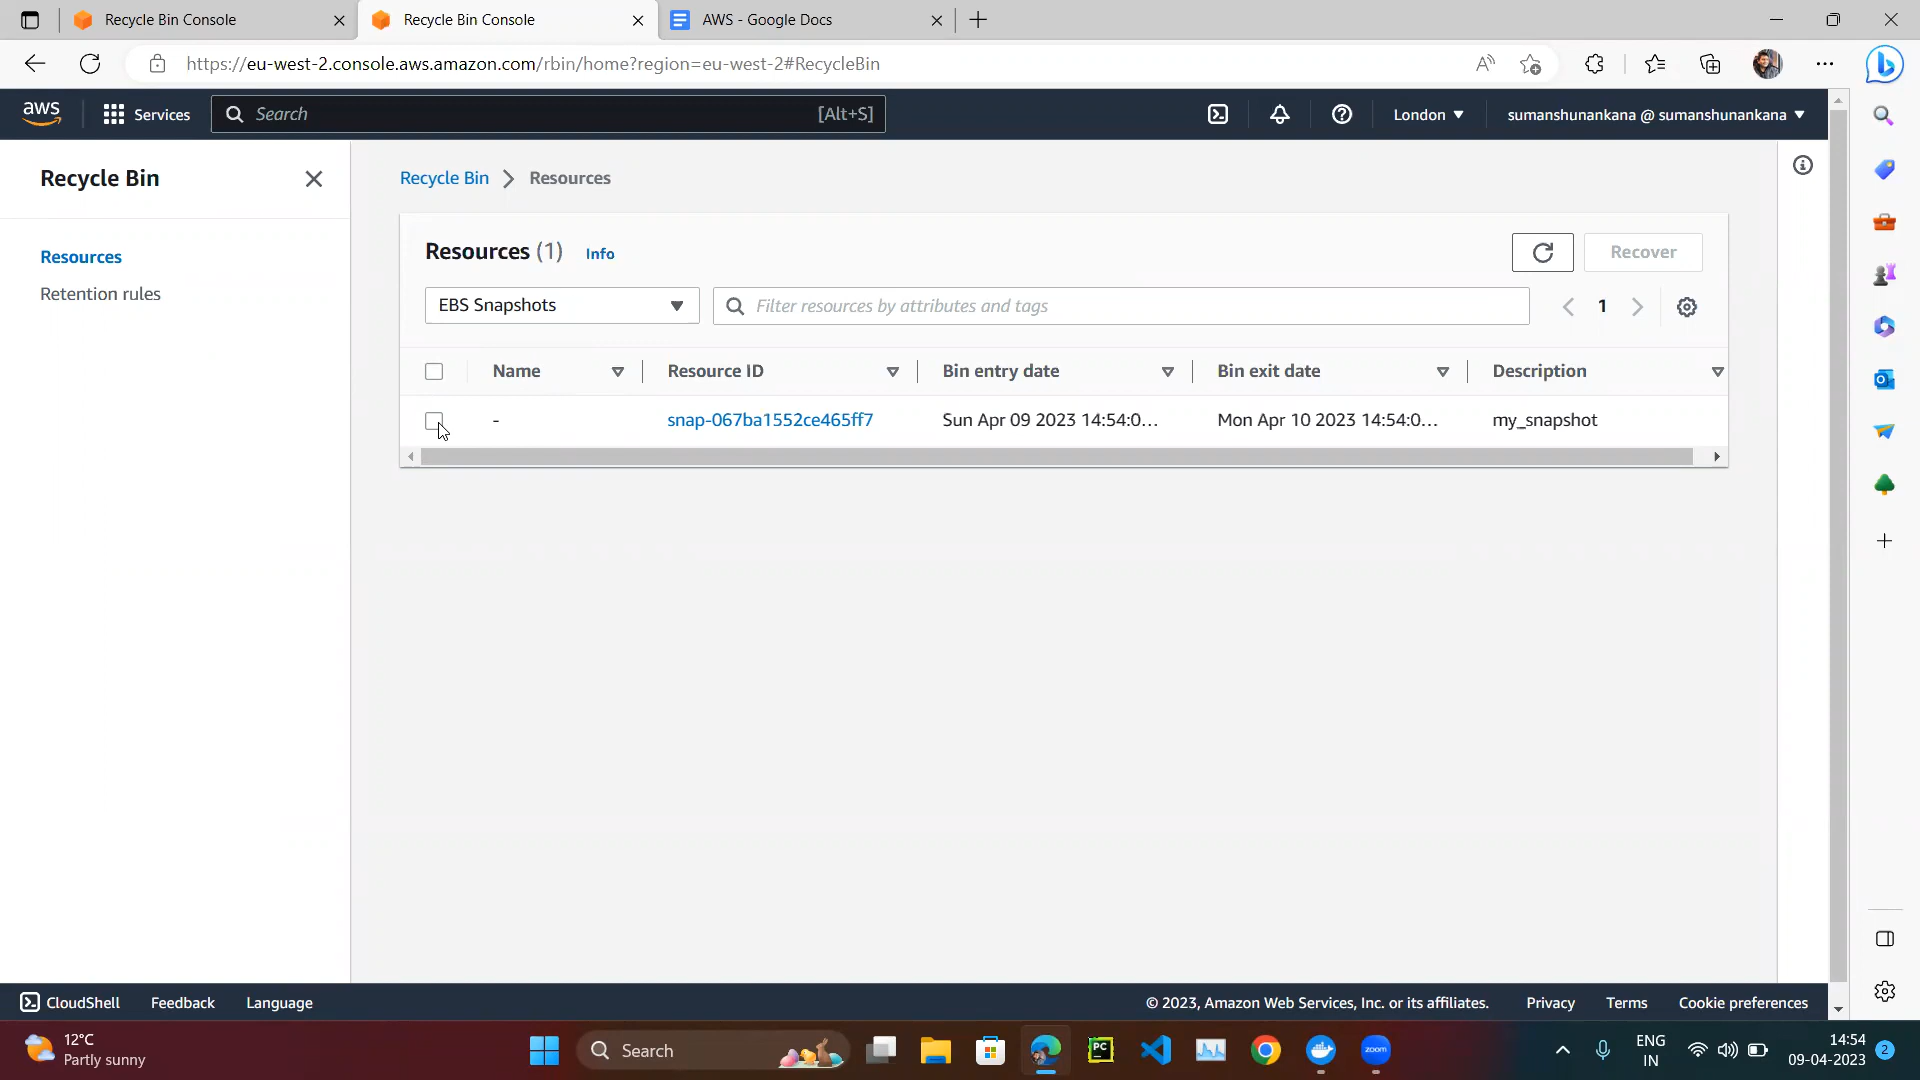 Recycle Bin Console
Recycle Bin Console
AWS - Google Docs
https://eu-west-2.console.aws.amazon.com/rbin/home?region=eu-west-2#RecycleBin
aws
Services
Search
[Alt+S]
London
sumanshunankana @ sumanshunankana
Recycle Bin
Resources
Retention rules
Recycle Bin
Resources
Resources (1)
Info
Recover
EBS Snapshots
Filter resources by attributes and tags
1
Name
Resource ID
Bin entry date
Bin exit date
Description
-
snap-067ba1552ce465ff7
Sun Apr 09 2023 14:54:0...
Mon Apr 10 2023 14:54:0...
my_snapshot
CloudShell
Feedback
Language
© 2023, Amazon Web Services, Inc. or its affiliates.
Privacy
Terms
Cookie preferences
12°C
Partly sunny
Search
PC
zoom
ENG
IN
14:54
09-04-2023
2